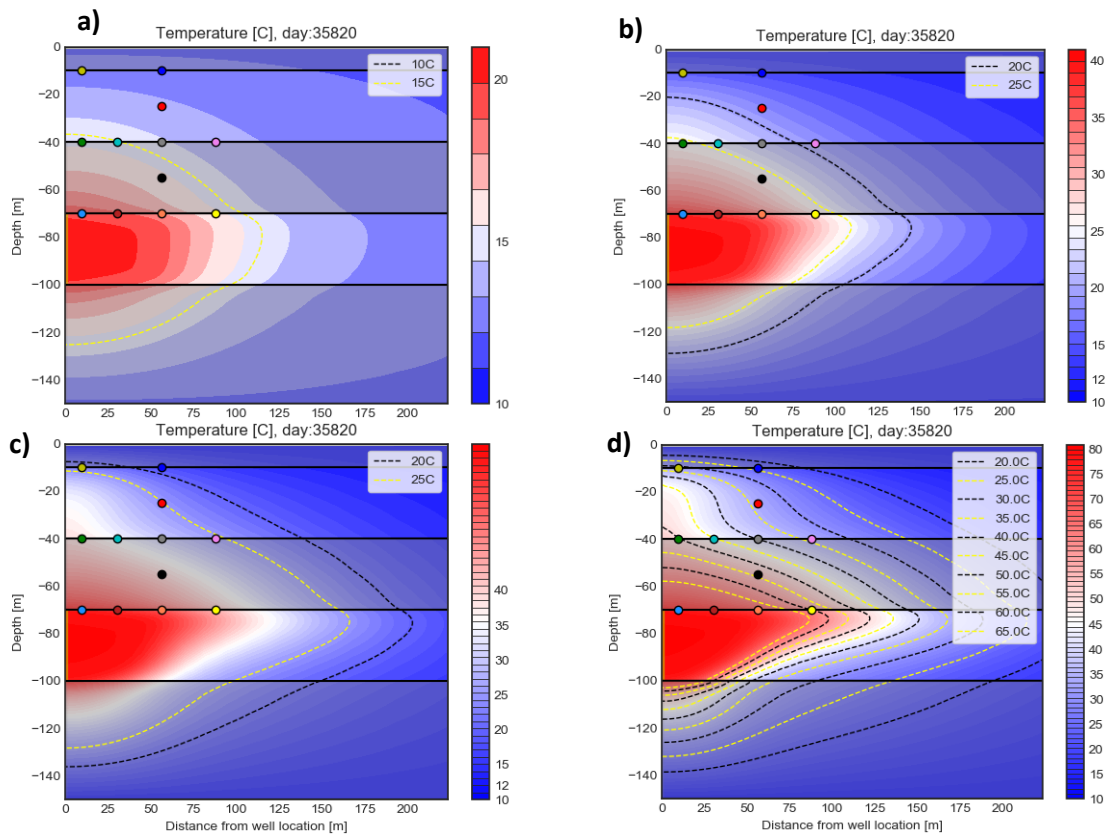 a)
Temperature [C], day:35820
10C
15C
Depth [m]
0
−20
−40
−60
−80
−100
−120
−140
0 25 50 75 100 125 150 175 200
20
15
10
b)
Temperature [C], day:35820
20C
25C
Depth [m]
0
−20
−40
−60
−80
−100
−120
−140
0 25 50 75 100 125 150 175 200
40
35
30
25
20
15
12
10
c)
Temperature [C], day:35820
20C
25C
Depth [m]
0
−20
−40
−60
−80
−100
−120
−140
0 25 50 75 100 125 150 175 200
Distance from well location [m]
40
35
30
25
20
15
12
10
d)
Temperature [C], day:35820
20.0C
25.0C
30.0C
35.0C
40.0C
45.0C
50.0C
55.0C
60.0C
65.0C
Depth [m]
0
−20
−40
−60
−80
−100
−120
−140
0 25 50 75 100 125 150 175 200
Distance from well location [m]
80
75
70
65
60
55
50
45
40
35
30
25
20
15
10